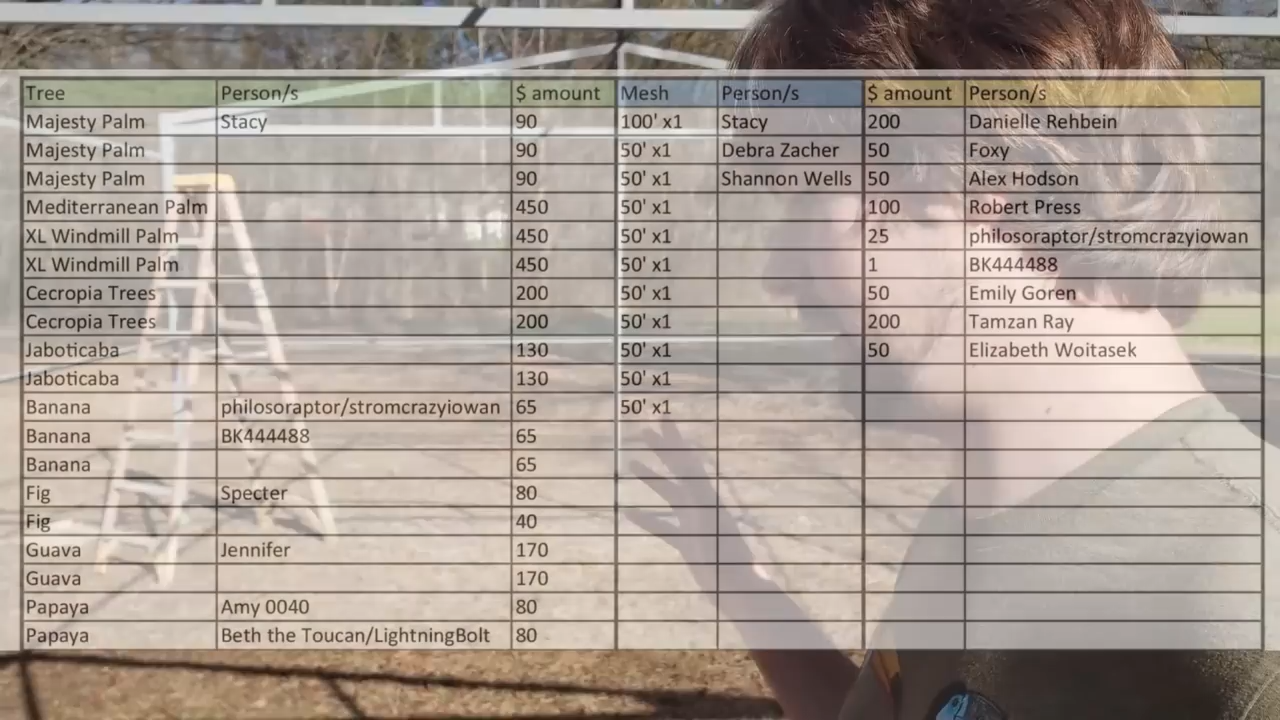 Tree Person/s $ amount Mesh Person/s $ amount Person/s
Majesty Palm Stacy 90 100' x1 Stacy 200 Danielle Rehbein
Majesty Palm 90 50' x1 Debra Zacher 50 Foxy
Majesty Palm 90 50' x1 Shannon Wells 50 Alex Hodson
Mediterranean Palm 450 50' x1 100 Robert Press
XL Windmill Palm 450 50' x1 25 philosoraptor/stromcrazyiowan
XL Windmill Palm 450 50' x1 1 BK444488
Cecropia Trees 200 50' x1 50 Emily Goren
Cecropia Trees 200 50' x1 200 Tamzan Ray
Jaboticaba 130 50' x1 50 Elizabeth Woitasek
Jaboticaba 130 50' x1
Banana philosoraptor/stromcrazyiowan 65 50' x1
Banana BK444488 65
Banana 65
Fig Specter 80
Fig 40
Guava Jennifer 170
Guava 170
Papaya Amy 0040 80
Papaya Beth the Toucan/LightningBolt 80